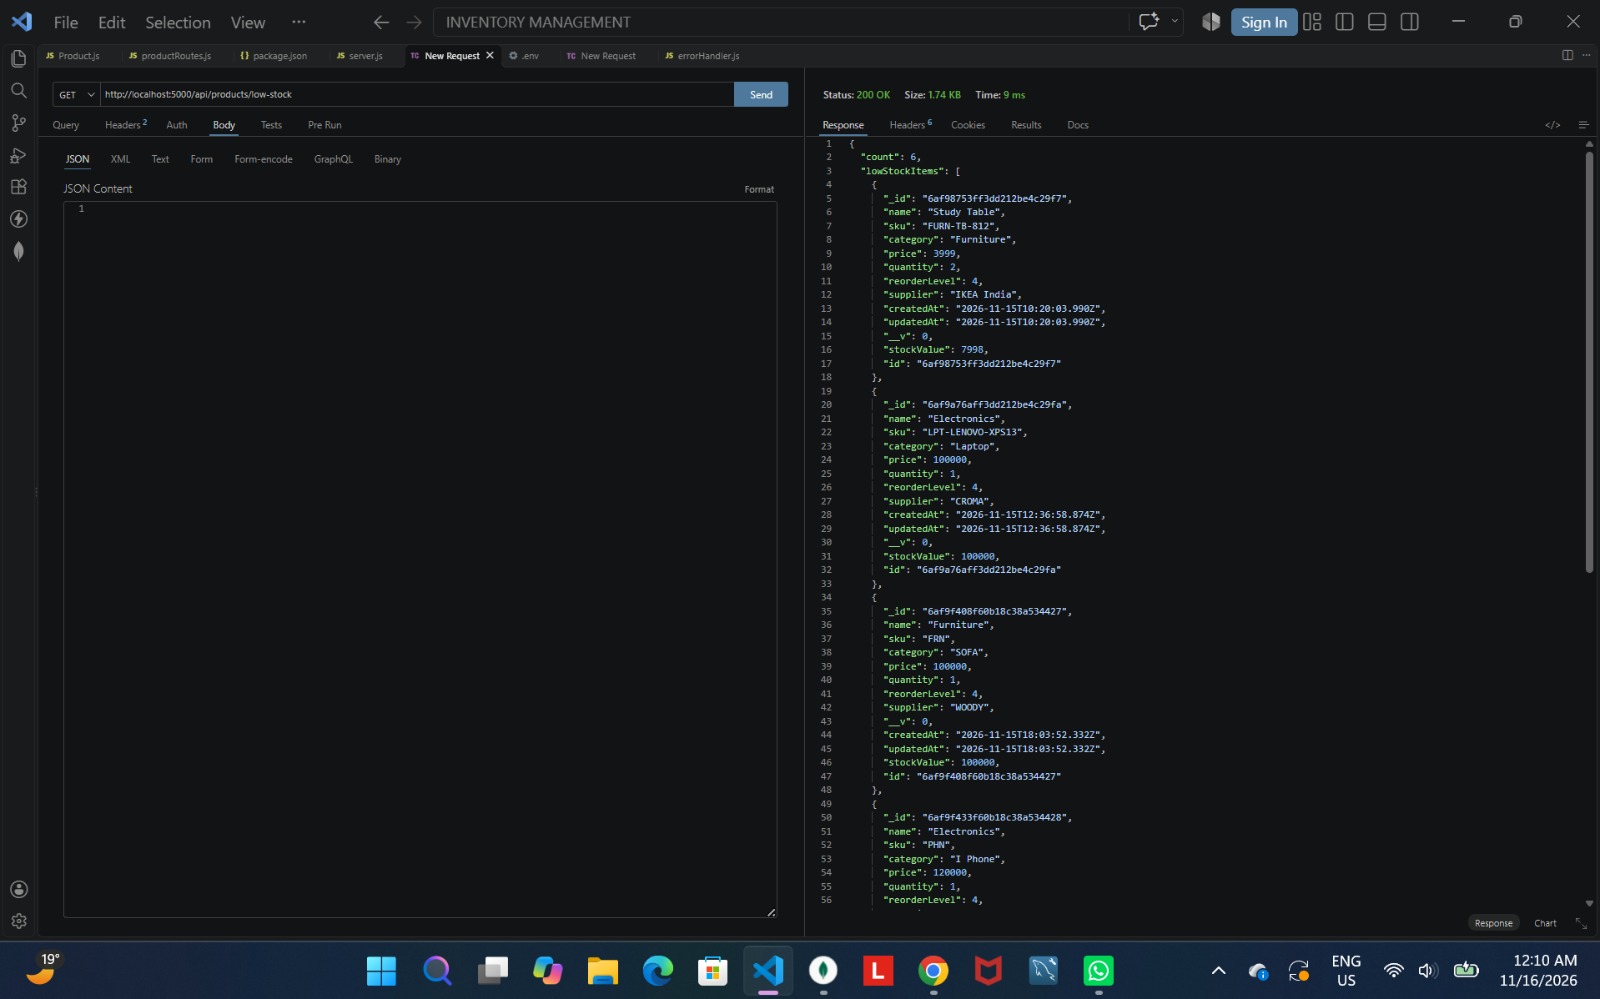 File Edit Selection View ··· INVENTORY MANAGEMENT Sign In
JS Product.js JS productRoutes.js {} package.json JS server.js TC New Request .env TC New Request JS errorHandler.js
GET http://localhost:5000/api/products/low-stock Send
Query Headers 2 Auth Body Tests Pre Run
JSON XML Text Form Form-encode GraphQL Binary
JSON Content Format
1
Status: 200 OK Size: 1.74 KB Time: 9 ms
Response Headers 6 Cookies Results Docs </>
1 {
2 "count": 6,
3 "lowStockItems": [
4 {
5 "_id": "6af98753ff3dd212be4c29f7",
6 "name": "Study Table",
7 "sku": "FURN-TB-812",
8 "category": "Furniture",
9 "price": 3999,
10 "quantity": 2,
11 "reorderLevel": 4,
12 "supplier": "IKEA India",
13 "createdAt": "2026-11-15T10:20:03.990Z",
14 "updatedAt": "2026-11-15T10:20:03.990Z",
15 "__v": 0,
16 "stockValue": 7998,
17 "id": "6af98753ff3dd212be4c29f7"
18 },
19 {
20 "_id": "6af9a76aff3dd212be4c29fa",
21 "name": "Electronics",
22 "sku": "LPT-LENOVO-XPS13",
23 "category": "Laptop",
24 "price": 100000,
25 "quantity": 1,
26 "reorderLevel": 4,
27 "supplier": "CROMA",
28 "createdAt": "2026-11-15T12:36:58.874Z",
29 "updatedAt": "2026-11-15T12:36:58.874Z",
30 "__v": 0,
31 "stockValue": 100000,
32 "id": "6af9a76aff3dd212be4c29fa"
33 },
34 {
35 "_id": "6af9f408f60b18c38a534427",
36 "name": "Furniture",
37 "sku": "FRN",
38 "category": "SOFA",
39 "price": 100000,
40 "quantity": 1,
41 "reorderLevel": 4,
42 "supplier": "WOODY",
43 "__v": 0,
44 "createdAt": "2026-11-15T18:03:52.332Z",
45 "updatedAt": "2026-11-15T18:03:52.332Z",
46 "stockValue": 100000,
47 "id": "6af9f408f60b18c38a534427"
48 },
49 {
50 "_id": "6af9f433f60b18c38a534428",
51 "name": "Electronics",
52 "sku": "PHN",
53 "category": "I Phone",
54 "price": 120000,
55 "quantity": 1,
56 "reorderLevel": 4,
Response Chart
19°
L
ENG
US
12:10 AM
11/16/2026